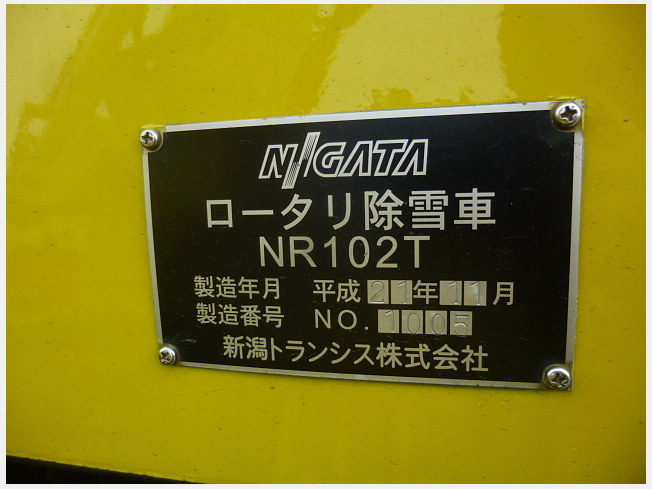 NIIGATA
ロータリ除雪車
NR102T
製造年月 平成21年11月
製造番号 NO.1005
新潟トランシス株式会社